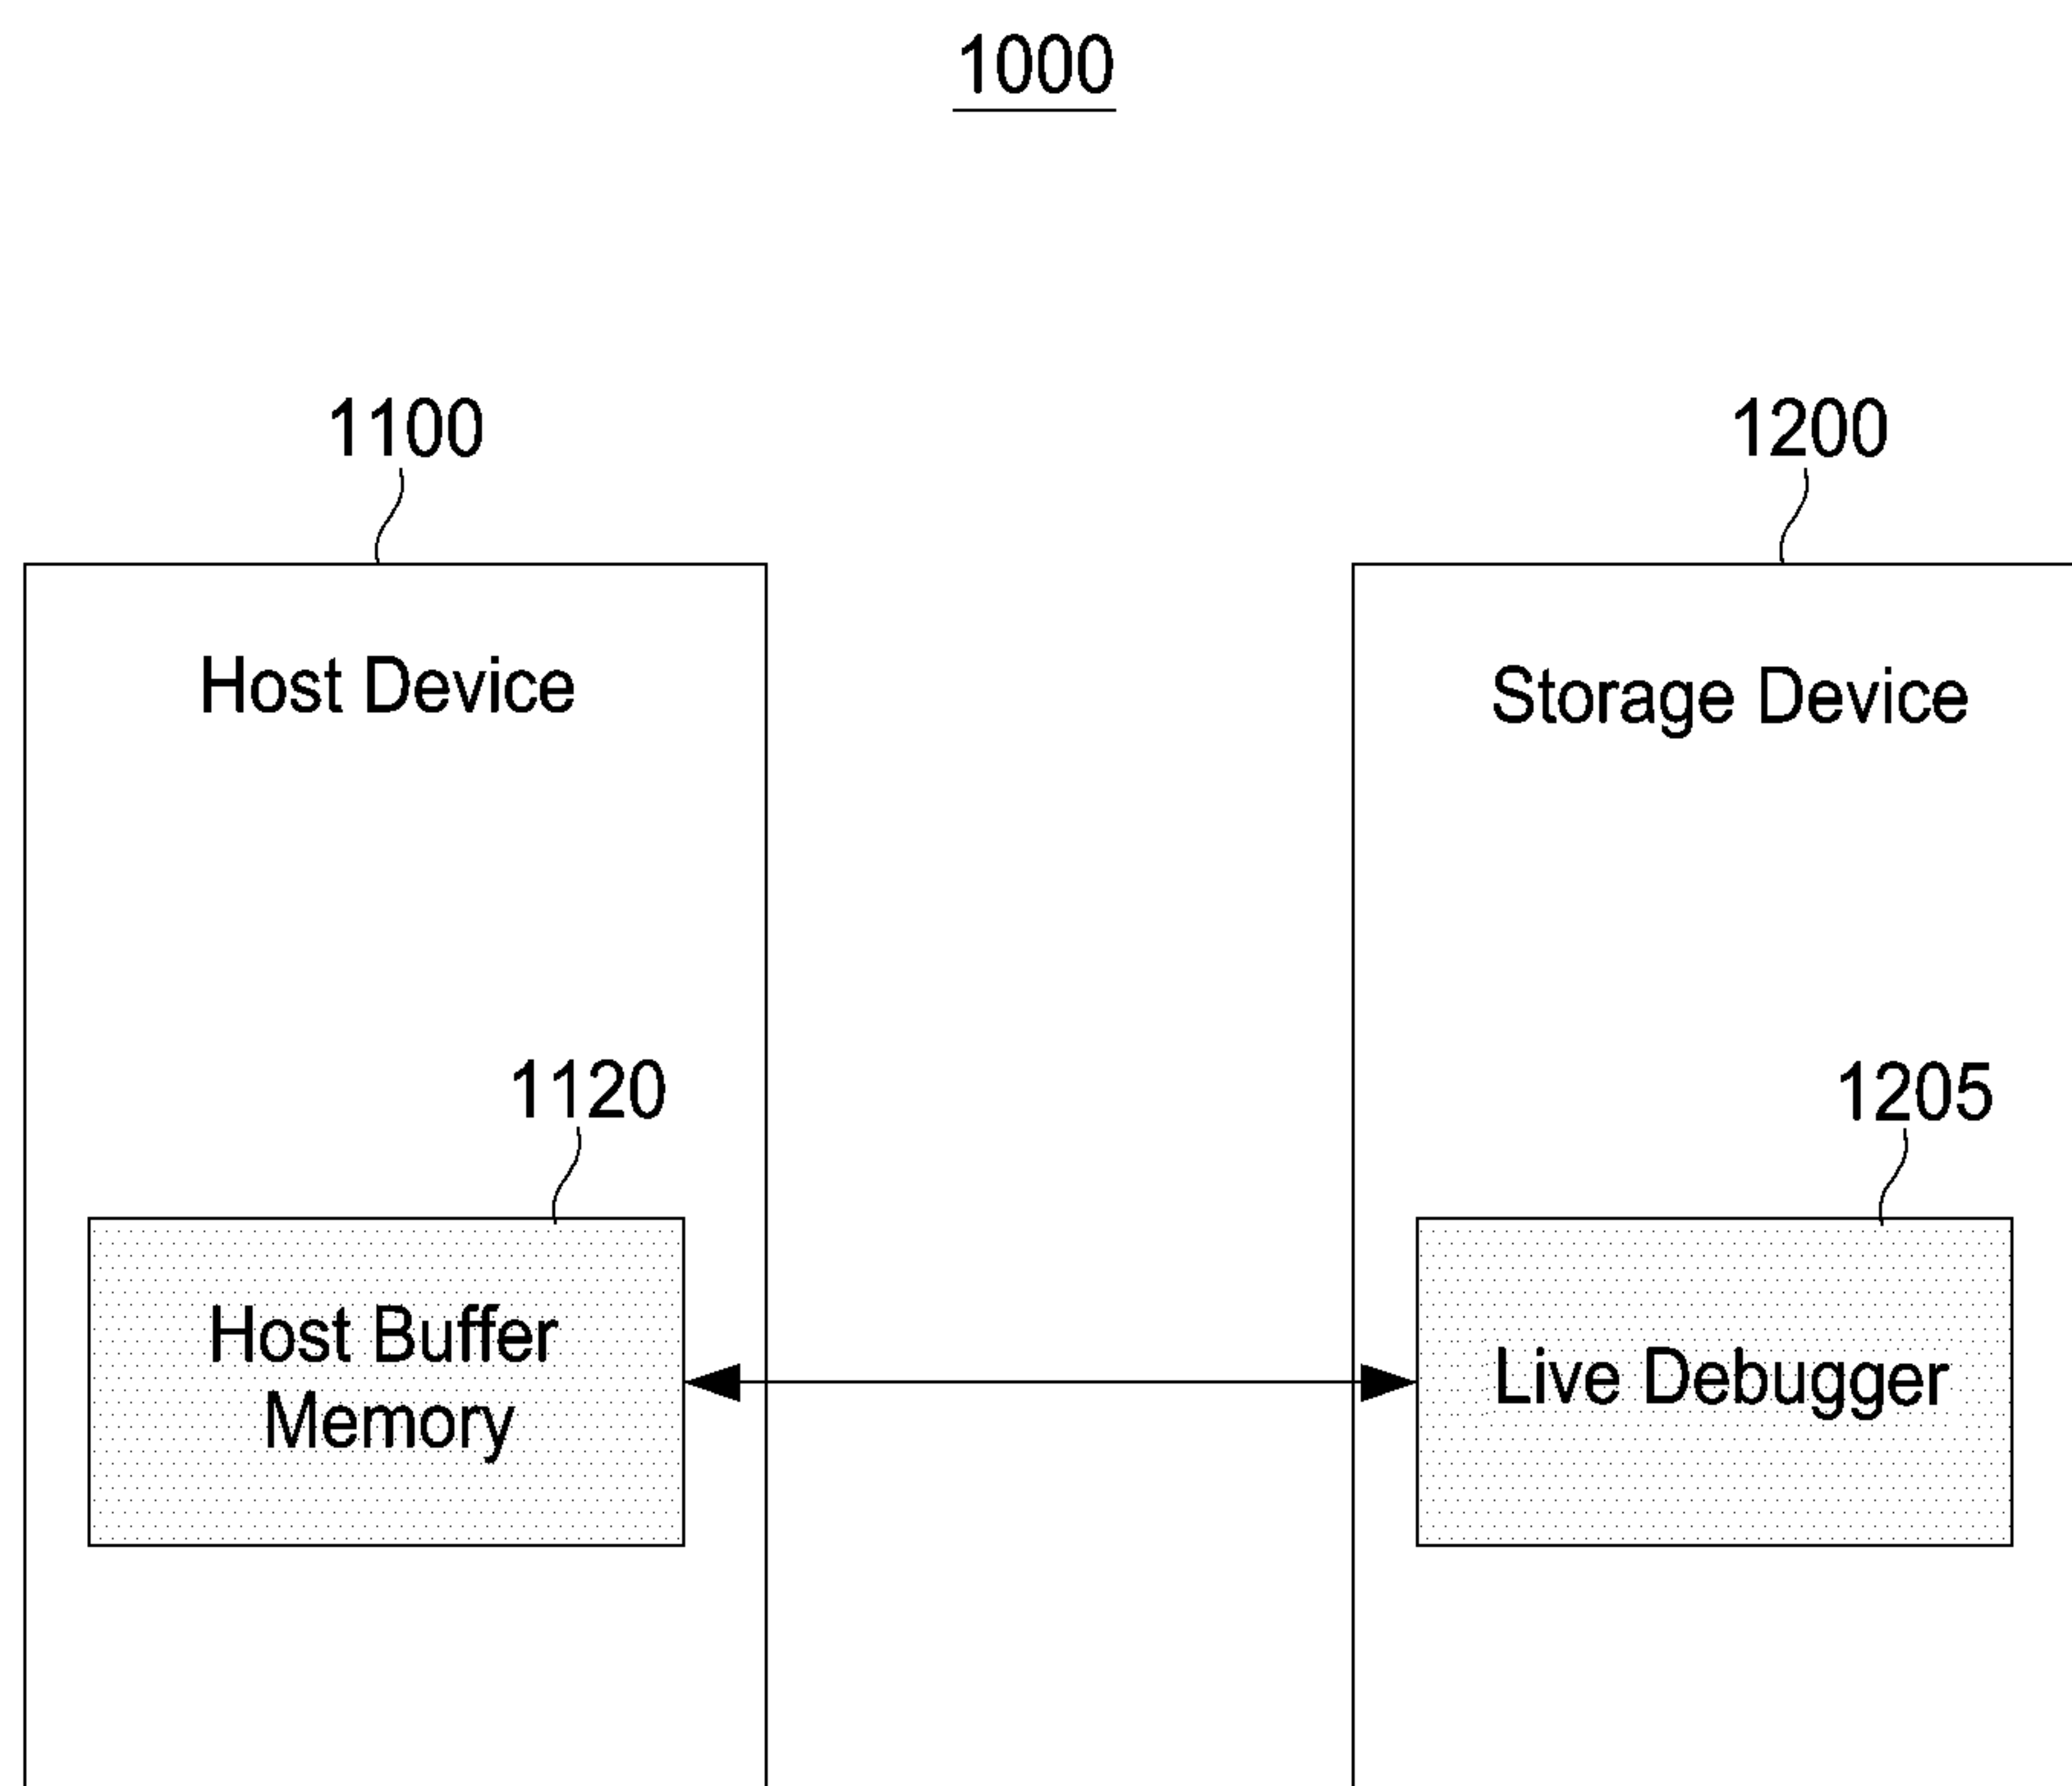 1000
1100
1200
Host Device
Storage Device
1120
1205
Host Buffer
Memory
Live Debugger